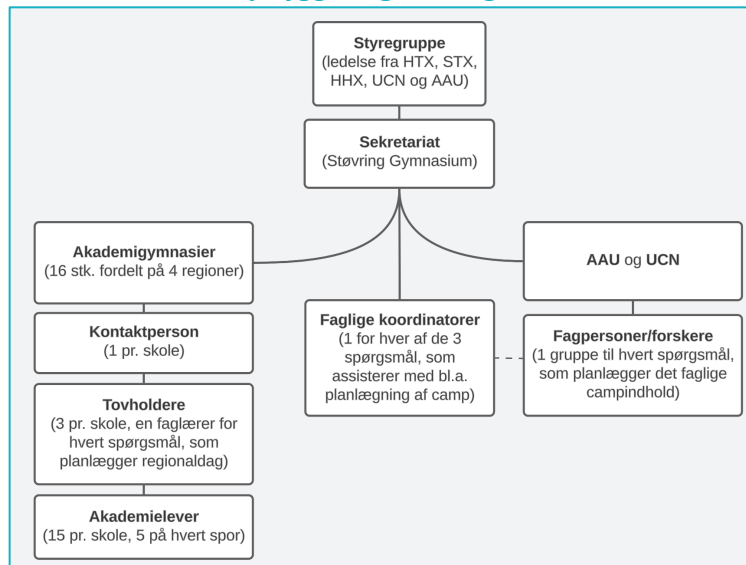 Styregruppe
(ledelse fra HTX, STX,
HHX, UCN og AAU)
Sekretariat
(Støvring Gymnasium)
Akademigymnasier
(16 stk. fordelt på 4 regioner)
AAU og UCN
Kontaktperson
(1 pr. skole)
Faglige koordinatorer
(1 for hver af de 3
spørgsmål, som
assisterer med bl.a.
planlægning af camp)
Fagpersoner/forskere
(1 gruppe til hvert spørgsmål,
som planlægger det faglige
campindhold)
Tovholdere
(3 pr. skole, en faglærer for
hvert spørgsmål, som
planlægger regionaldag)
Akademielever
(15 pr. skole, 5 på hvert spor)